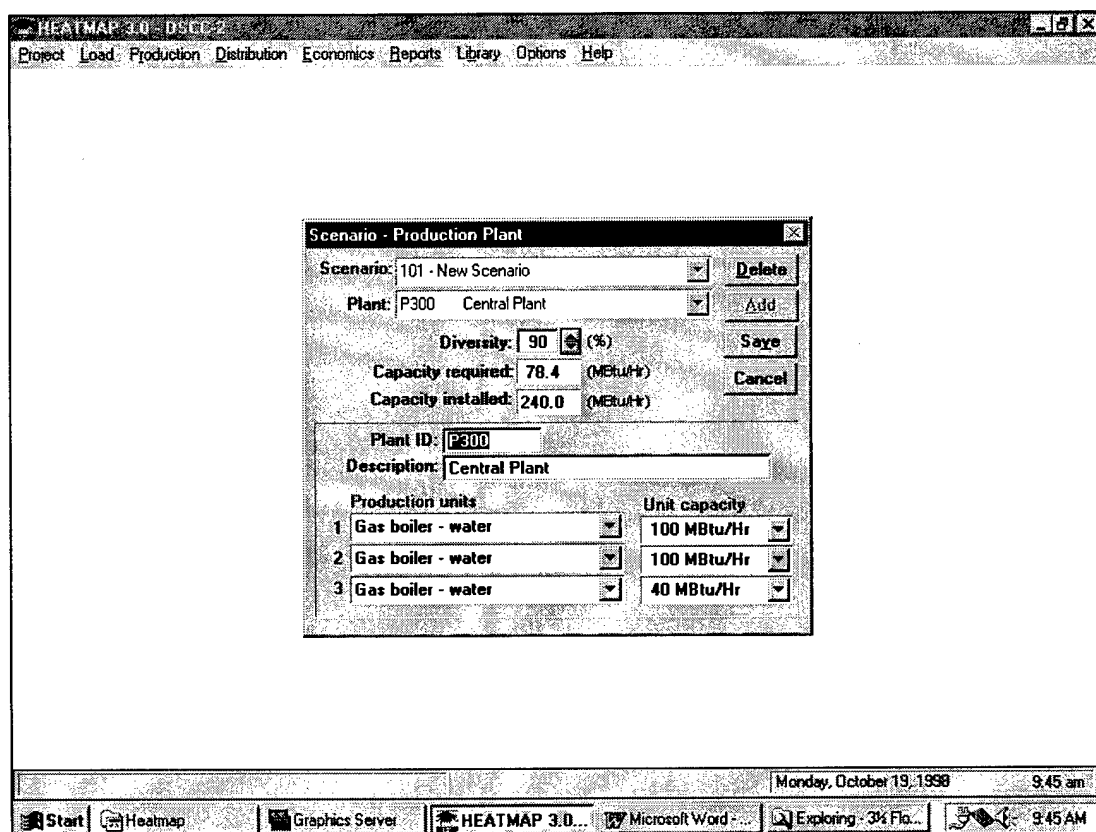 HEATMAP 3.0 - DSCC-2
Project Load Production Distribution Economics Reports Library Options Help
Scenario - Production Plant
Scenario: 101 - New Scenario Delete
Plant: P300 Central Plant Add
Diversity: 90 (%) Save
Capacity required: 78.4 (MBtu/Hr) Cancel
Capacity installed: 240.0 (MBtu/Hr)
Plant ID: P300
Description: Central Plant
Production units Unit capacity
1 Gas boiler - water 100 MBtu/Hr
2 Gas boiler - water 100 MBtu/Hr
3 Gas boiler - water 40 MBtu/Hr
Monday, October 19, 1998 9:45 am
Start Heatmap Graphics Server HEATMAP 3.0... Microsoft Word - ... Exploring - 3½ Flo... 9:45 AM